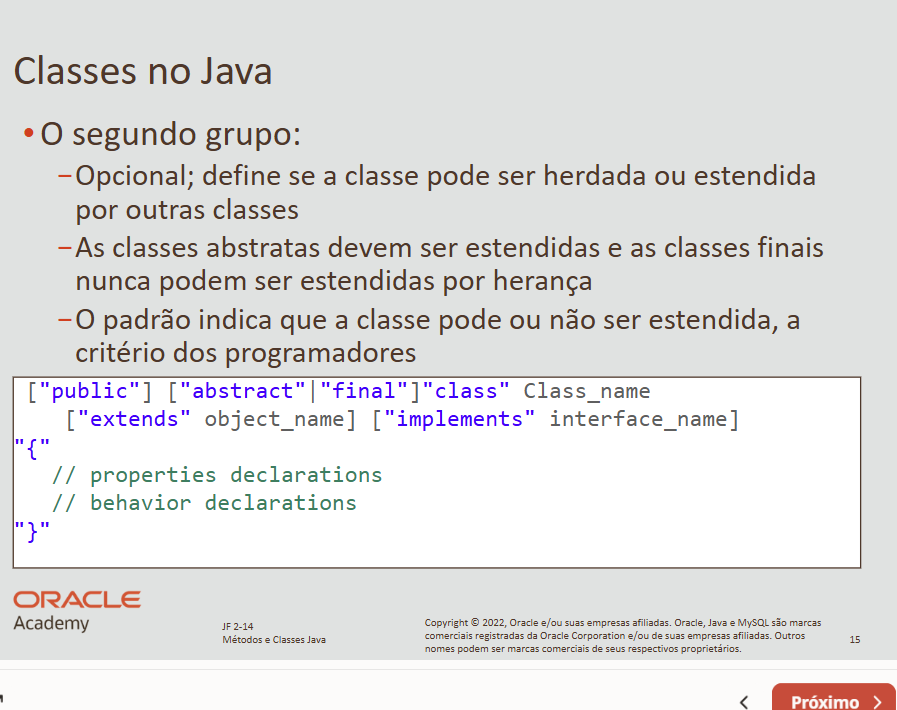 Classes no Java
•O segundo grupo:
–Opcional; define se a classe pode ser herdada ou estendida
por outras classes
–As classes abstratas devem ser estendidas e as classes finais
nunca podem ser estendidas por herança
–O padrão indica que a classe pode ou não ser estendida, a
critério dos programadores
["public"] ["abstract"|"final"]"class" Class_name
["extends" object_name] ["implements" interface_name]
"{"
// properties declarations
// behavior declarations
"}"
ORACLE
Academy
JF 2-14
Métodos e Classes Java
Copyright © 2022, Oracle e/ou suas empresas afiliadas. Oracle, Java e MySQL são marcas
comerciais registradas da Oracle Corporation e/ou de suas empresas afiliadas. Outros
nomes podem ser marcas comerciais de seus respectivos proprietários.
15
Próximo